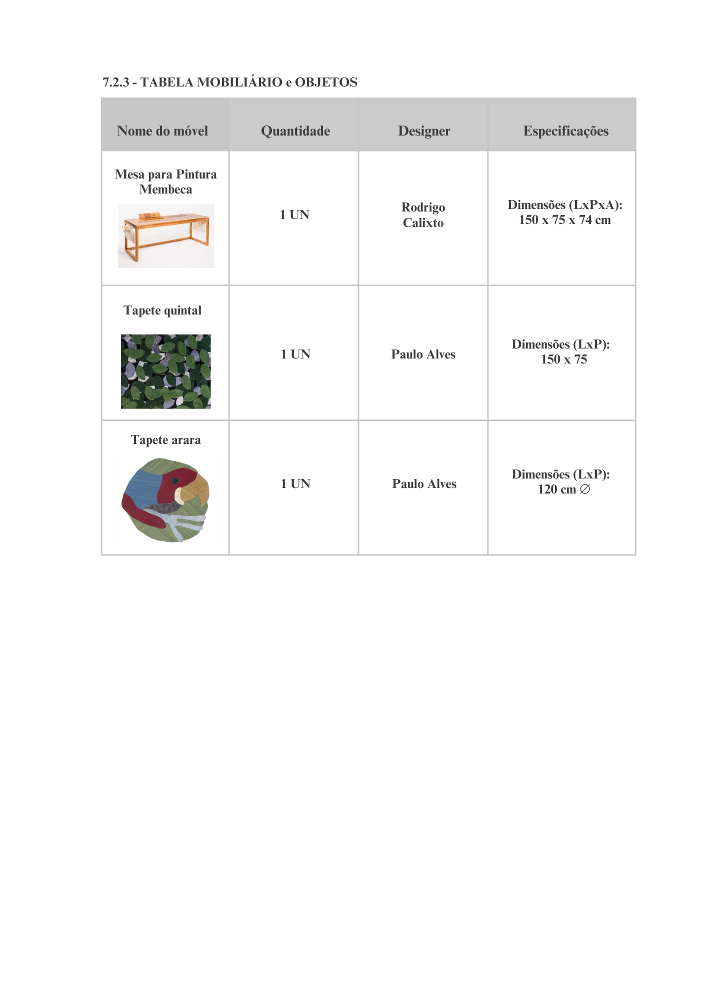 7.2.3 - TABELA MOBILIÁRIO e OBJETOS
Nome do móvel
Quantidade
Designer
Especificações
Mesa para Pintura
Membeca
1 UN
Rodrigo
Calixto
Dimensões (LxPxA):
150 x 75 x 74 cm
Tapete quintal
1 UN
Paulo Alves
Dimensões (LxP):
150 x 75
Tapete arara
1 UN
Paulo Alves
Dimensões (LxP):
120 cm ∅